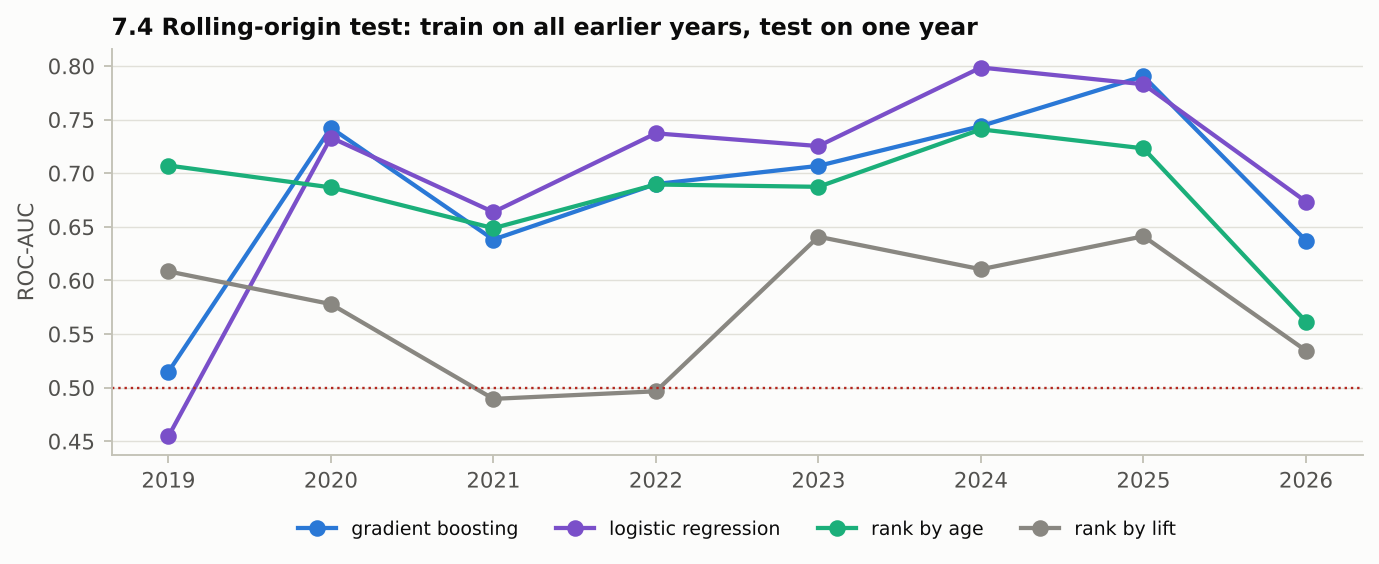 7.4 Rolling-origin test: train on all earlier years, test on one year
ROC-AUC
0.80
0.75
0.70
0.65
0.60
0.55
0.50
0.45
2019 2020 2021 2022 2023 2024 2025 2026
gradient boosting logistic regression rank by age rank by lift